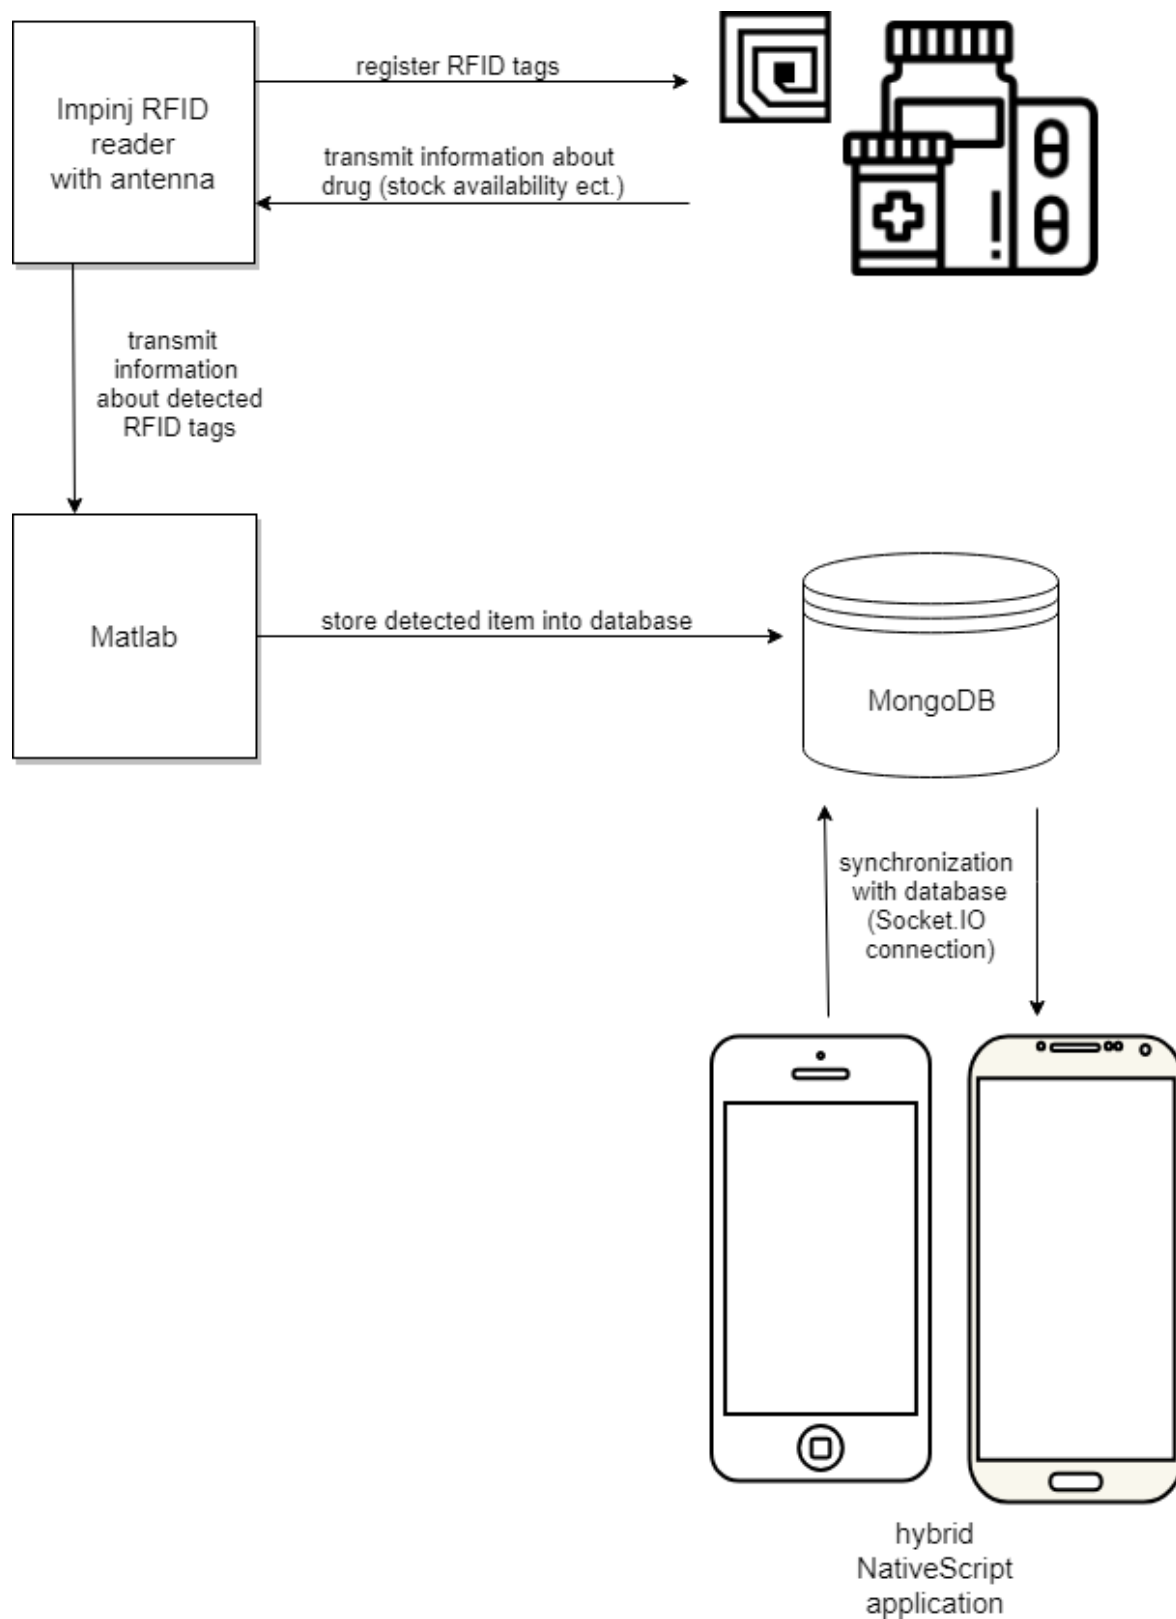 Impinj RFID
reader
with antenna
register RFID tags
transmit information about
drug (stock availability ect.)
transmit
information
about detected
RFID tags
Matlab
store detected item into database
MongoDB
synchronization
with database
(Socket.IO
connection)
hybrid
NativeScript
application